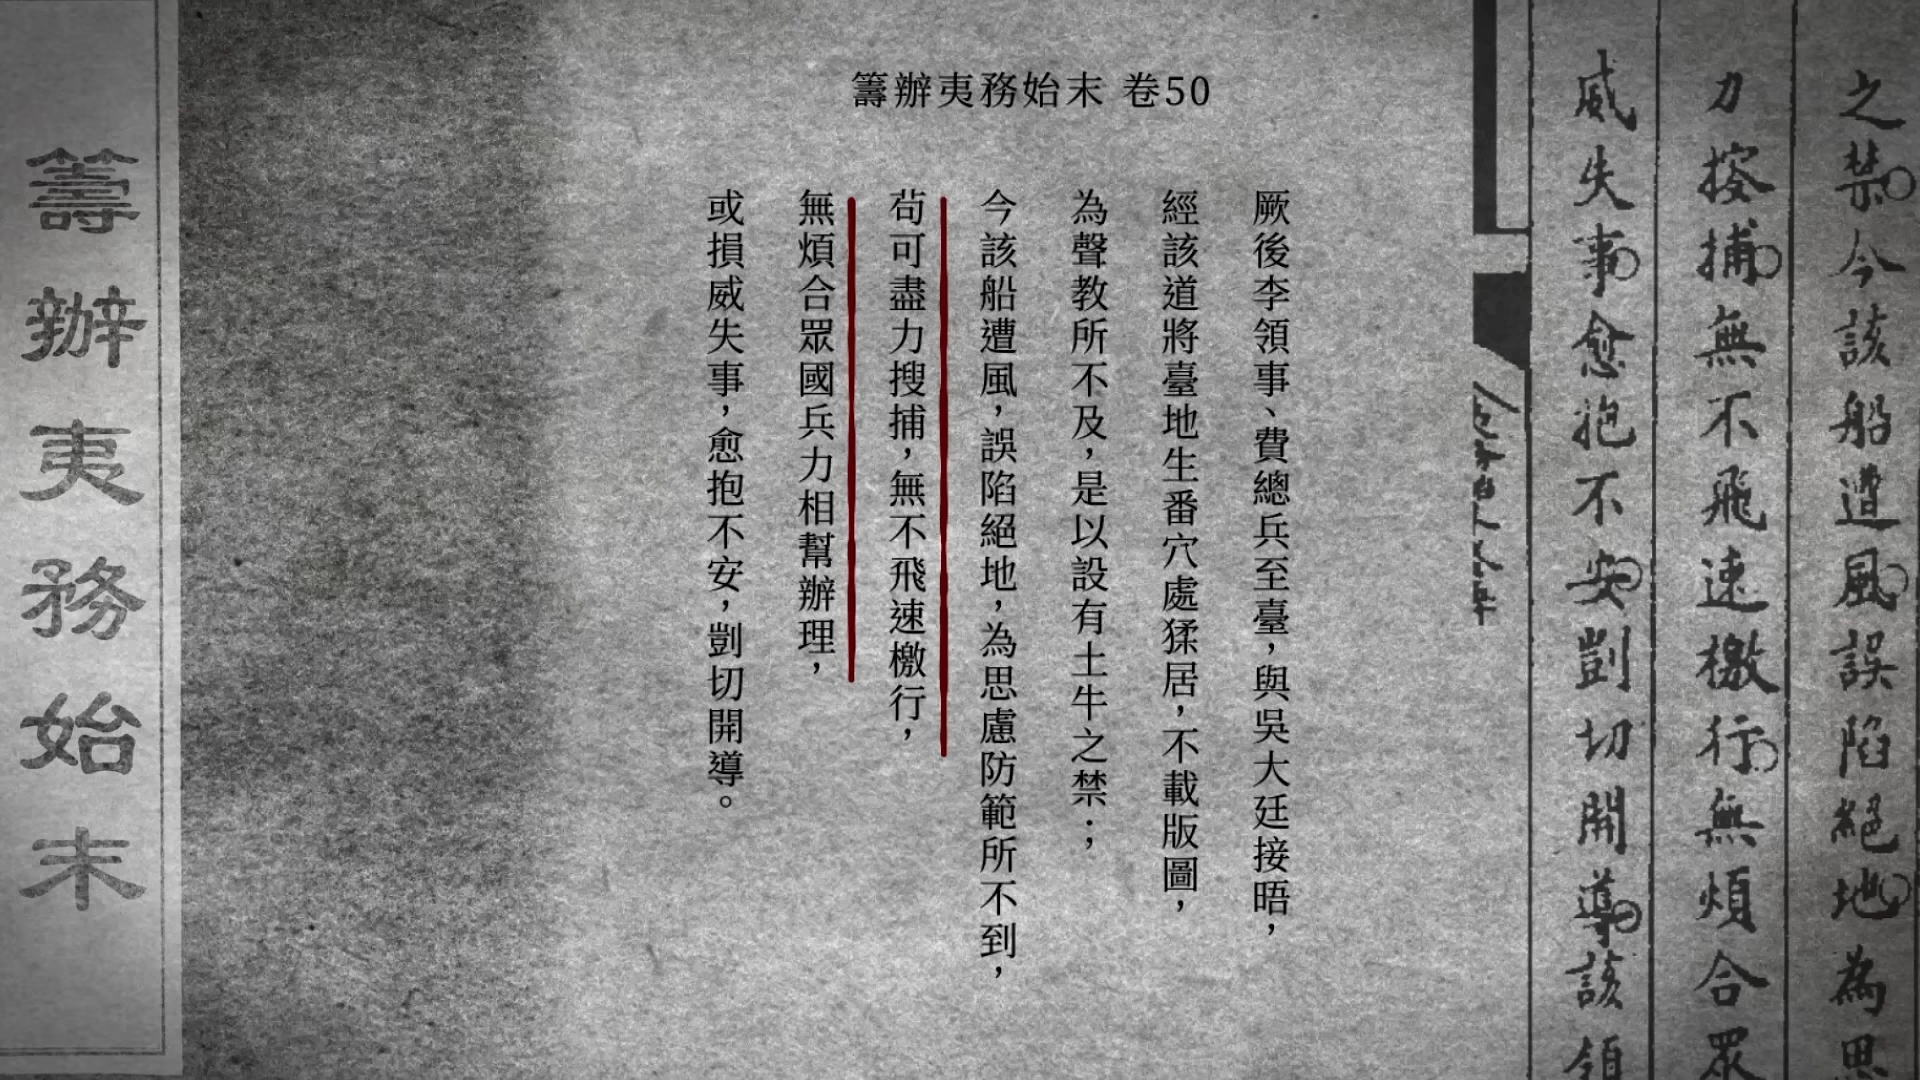 籌辦夷務始末 卷50
之禁今該船遭風誤陷絕地為思
力搜捕無不飛速檄行無煩合眾
威失事愈抱不安剴切開導該領
厥後李領事、費總兵至臺，與吳大廷接晤，
經該道將臺地生番穴處猱居，不載版圖，
為聲教所不及，是以設有土牛之禁；
今該船遭風，誤陷絕地，為思慮防範所不到，
苟可盡力搜捕，無不飛速檄行，
無煩合眾國兵力相幫辦理，
或損威失事，愈抱不安，剴切開導。
籌辦夷務始末